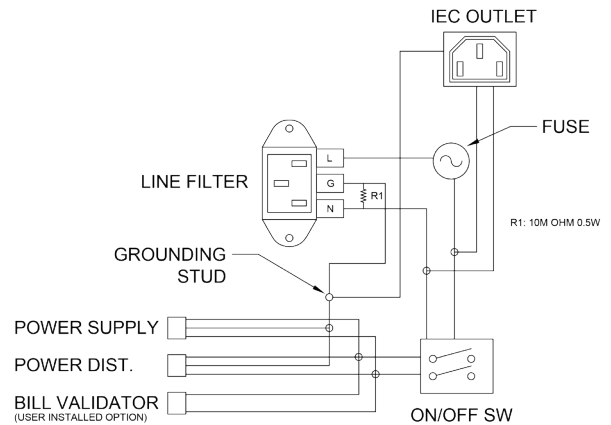 IEC OUTLET
FUSE
L
LINE FILTER
G
R1
N
R1: 10M OHM 0.5W
GROUNDING
STUD
POWER SUPPLY
POWER DIST.
BILL VALIDATOR
(USER INSTALLED OPTION)
ON/OFF SW